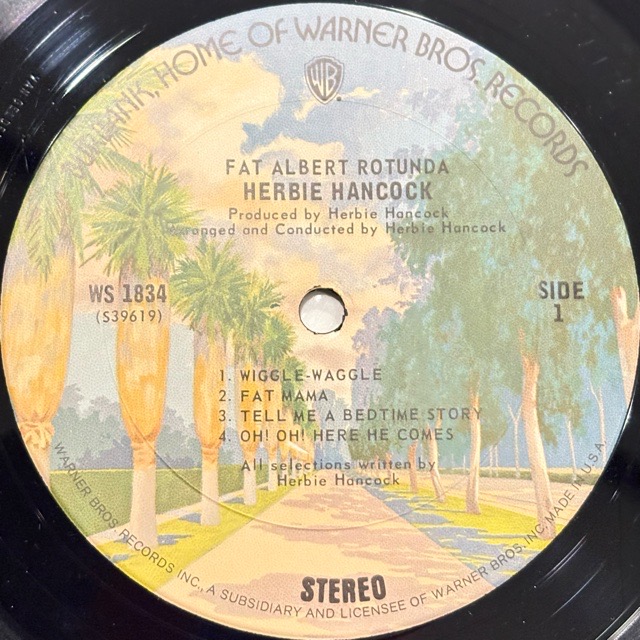 BURBANK, HOME OF WARNER BROS. RECORDS
WB
FAT ALBERT ROTUNDA
HERBIE HANCOCK
Produced by Herbie Hancock
Arranged and Conducted by Herbie Hancock
WS 1834
(S39619)
SIDE
1
1. WIGGLE-WAGGLE
2. FAT MAMA
3. TELL ME A BEDTIME STORY
4. OH! OH! HERE HE COMES
All selections written by
Herbie Hancock
STEREO
WARNER BROS. RECORDS INC., A SUBSIDIARY AND LICENSEE OF WARNER BROS. INC. MADE IN U.S.A.